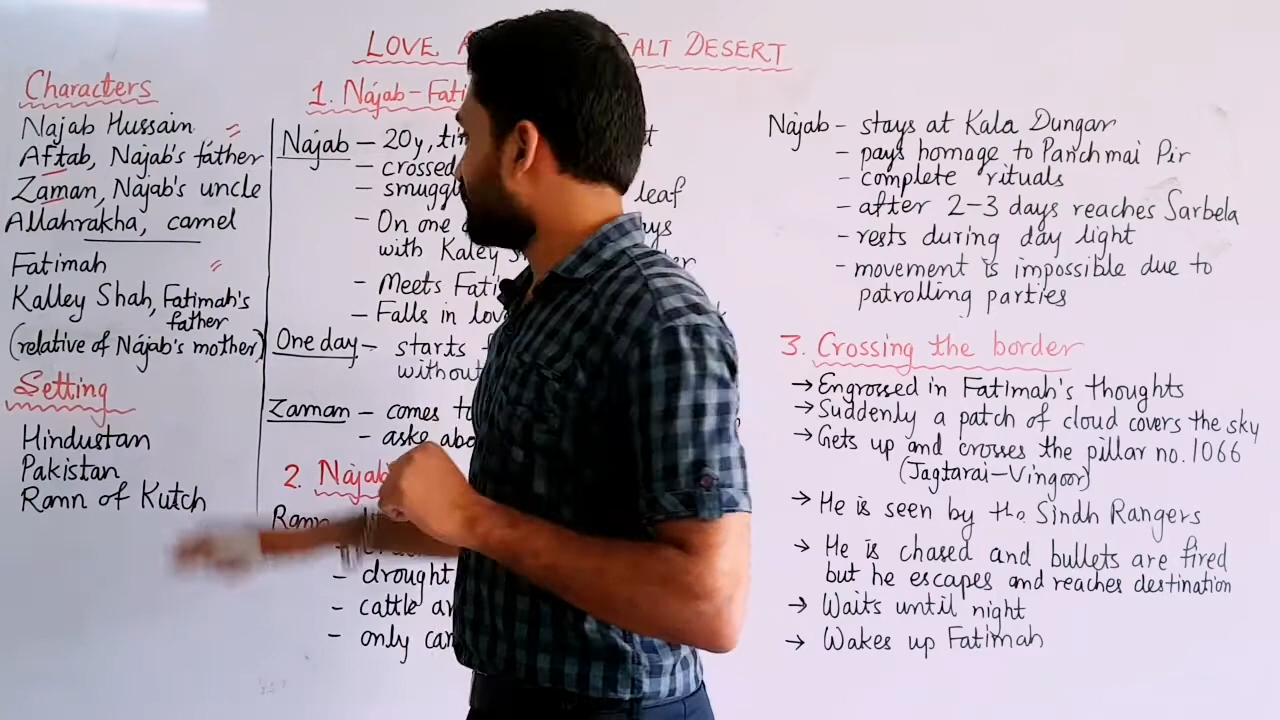 LOVE SALT DESERT
Characters
Najab Hussain
Aftab, Najab's father
Zaman, Najab's uncle
Allahrakha, camel
Fatimah
Kalley Shah, Fatimah's
father
(relative of Najab's mother)
Setting
Hindustan
Pakistan
Rann of Kutch
1. Najab-Fati
Najab - 20y,
- crossed
- smuggl leaf
- On one
with Kaley
- Meets Fati
- Falls in lov
One day - starts
without
Zaman - comes to
- asks abo
2. Najab
Rann
- drought
- cattle
- only
Najab - stays at Kala Dungar
- pays homage to Panchmai Pir
- complete rituals
- after 2-3 days reaches Sarbela
- rests during day light
- movement is impossible due to
patrolling parties
3. Crossing the border
→ Engrossed in Fatimah's thoughts
→ Suddenly a patch of cloud covers the sky
→ Gets up and crosses the pillar no. 1066
(Jagtarai-Vingoor)
→ He is seen by the Sindh Rangers
→ He is chased and bullets are fired
but he escapes and reaches destination
→ Waits until night
→ Wakes up Fatimah